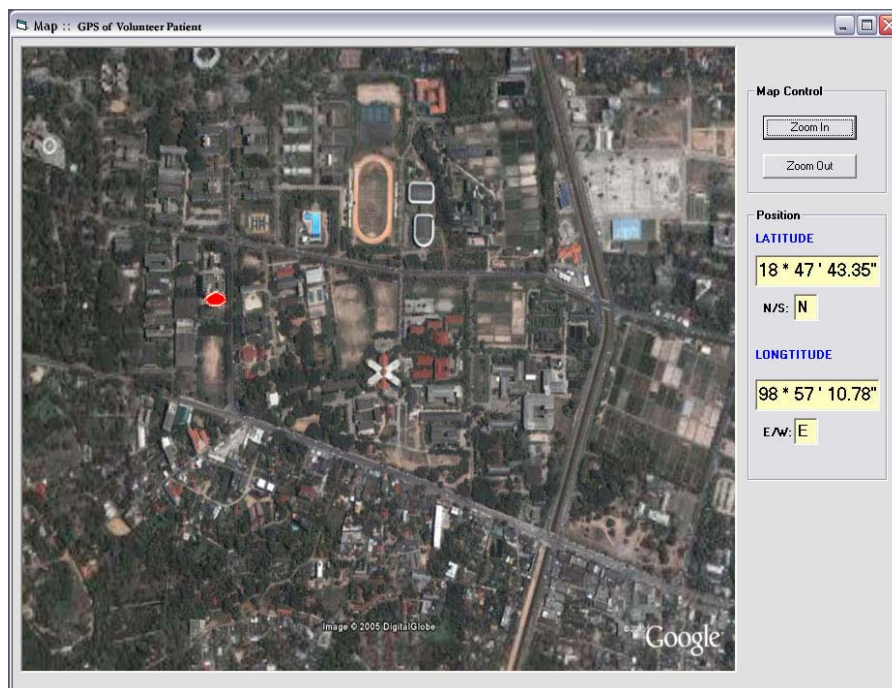 Map :: GPS of Volunteer Patient
Map Control
Zoom In
Zoom Out
Position
LATITUDE
18 * 47 ' 43.35"
N/S: N
LONGTITUDE
98 * 57 ' 10.78"
E/W: E
Image © 2005 DigitalGlobe
Google